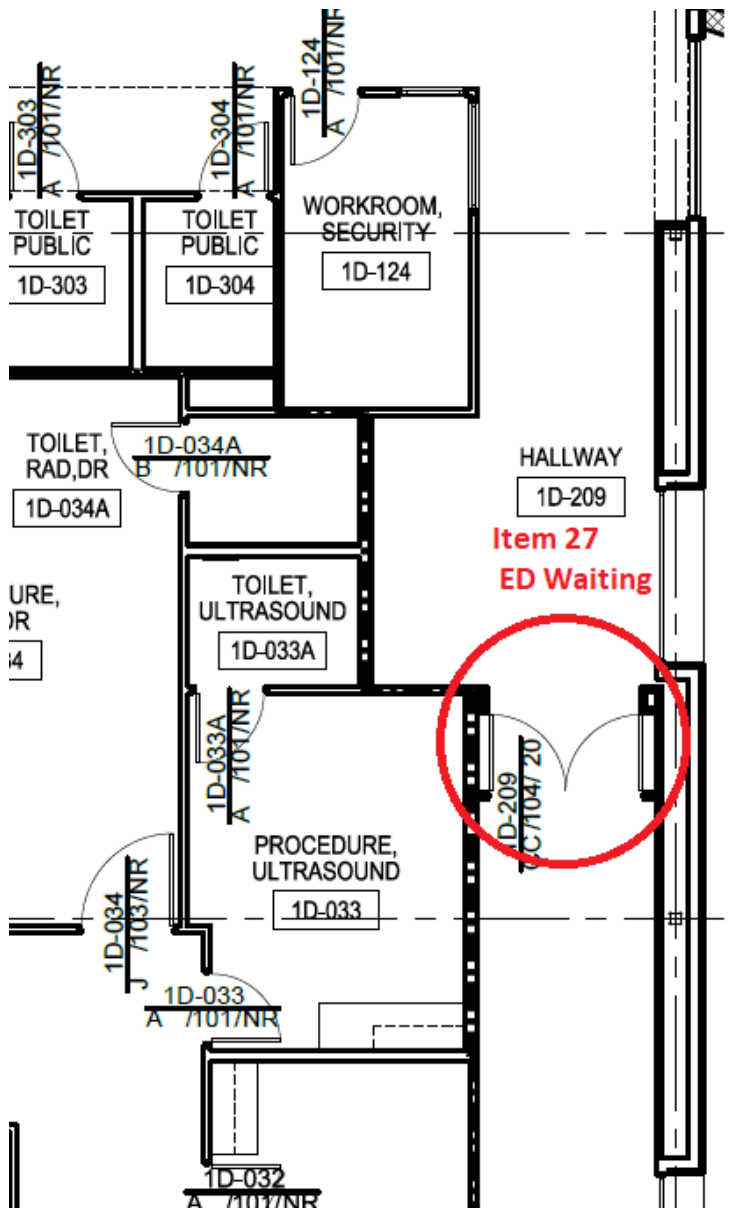 1D-303
A /101/NR
1D-304
A /101/NR
1D-124
A /101/NR
TOILET
PUBLIC
1D-303
TOILET
PUBLIC
1D-304
WORKROOM,
SECURITY
1D-124
TOILET,
RAD,DR
1D-034A
1D-034A
B /101/NR
HALLWAY
1D-209
Item 27
ED Waiting
URE,
TOILET,
ULTRASOUND
1D-033A
1D-033A
A /101/NR
1D-209
CC/104/ 20
PROCEDURE,
ULTRASOUND
1D-033
1D-034
J /103/NR
1D-033
A /101/NR
1D-032
A /101/NR